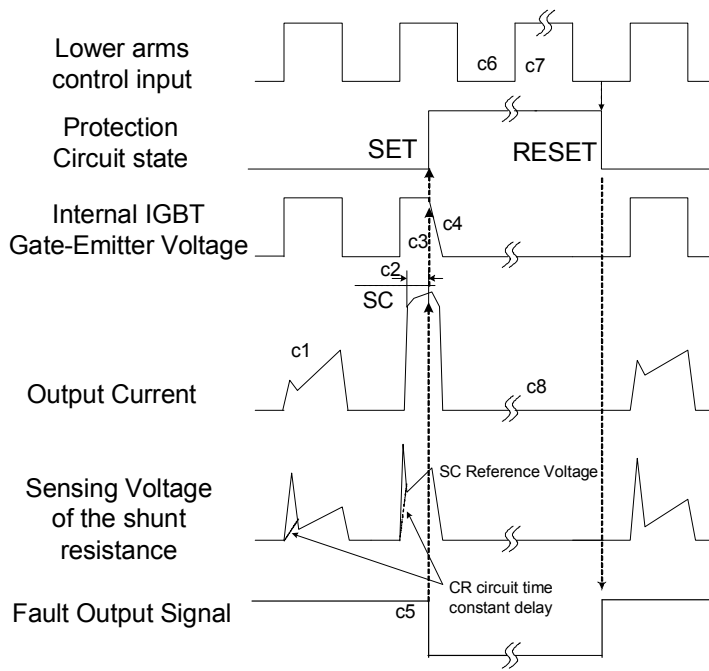 Lower arms
control input
c6
c7
Protection
Circuit state
SET
RESET
Internal IGBT
Gate-Emitter Voltage
c3
c4
c2
SC
c1
Output Current
c8
SC Reference Voltage
Sensing Voltage
of the shunt
resistance
CR circuit time
constant delay
Fault Output Signal
c5